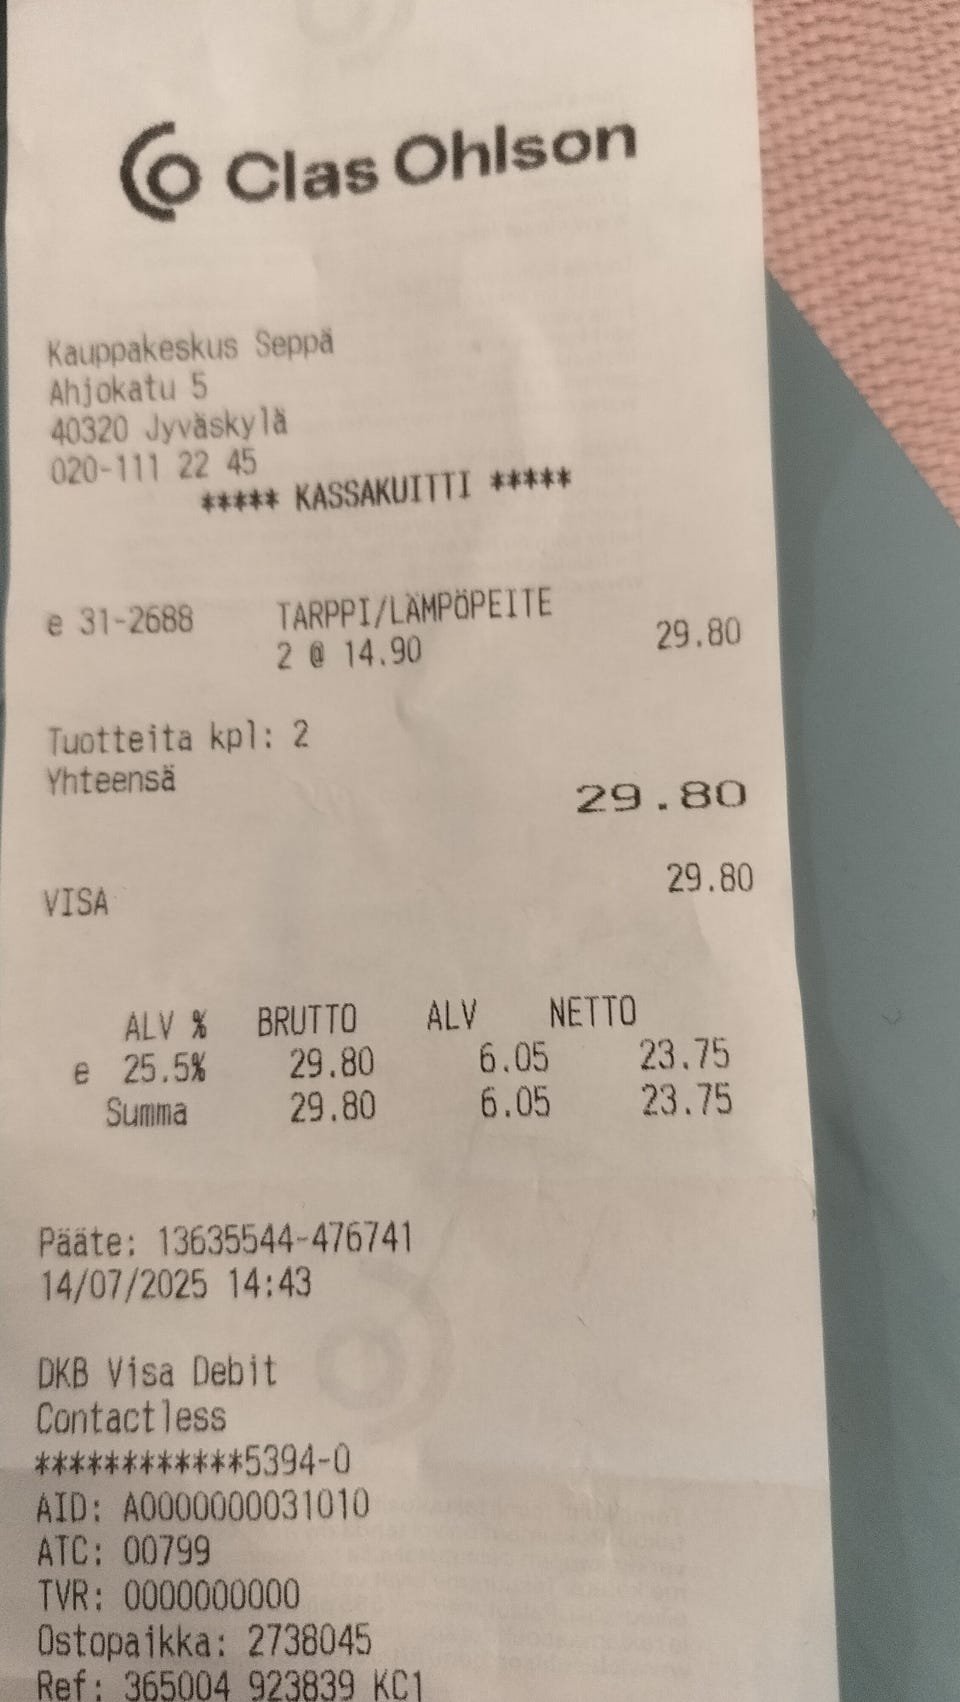 Clas Ohlson
Kauppakeskus Seppä
Ahjokatu 5
40320 Jyväskylä
020-111 22 45
***** KASSAKUITTI *****
e 31-2688 TARPPI/LÄMPÖPEITE
2 @ 14.90 29.80
Tuotteita kpl: 2
Yhteensä 29.80
VISA 29.80
ALV % BRUTTO ALV NETTO
e 25.5% 29.80 6.05 23.75
Summa 29.80 6.05 23.75
Pääte: 13635544-476741
14/07/2025 14:43
DKB Visa Debit
Contactless
************5394-0
AID: A0000000031010
ATC: 00799
TVR: 0000000000
Ostopaikka: 2738045
Ref: 365004 923839 KC1